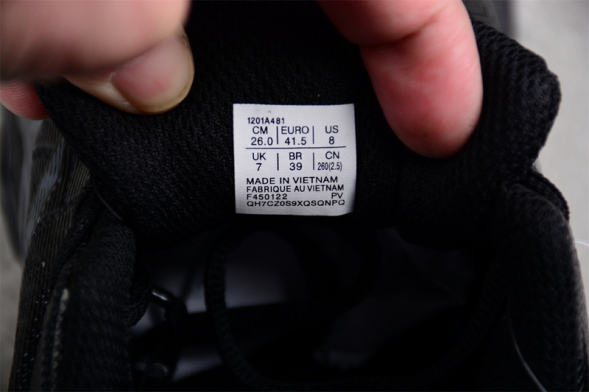 1201A481
CM EURO US
26.0 41.5 8
UK BR CN
7 39 260(2.5)
MADE IN VIETNAM
FABRIQUE AU VIETNAM
F450122 PV
QH7CZ0S9XQSQNPQ